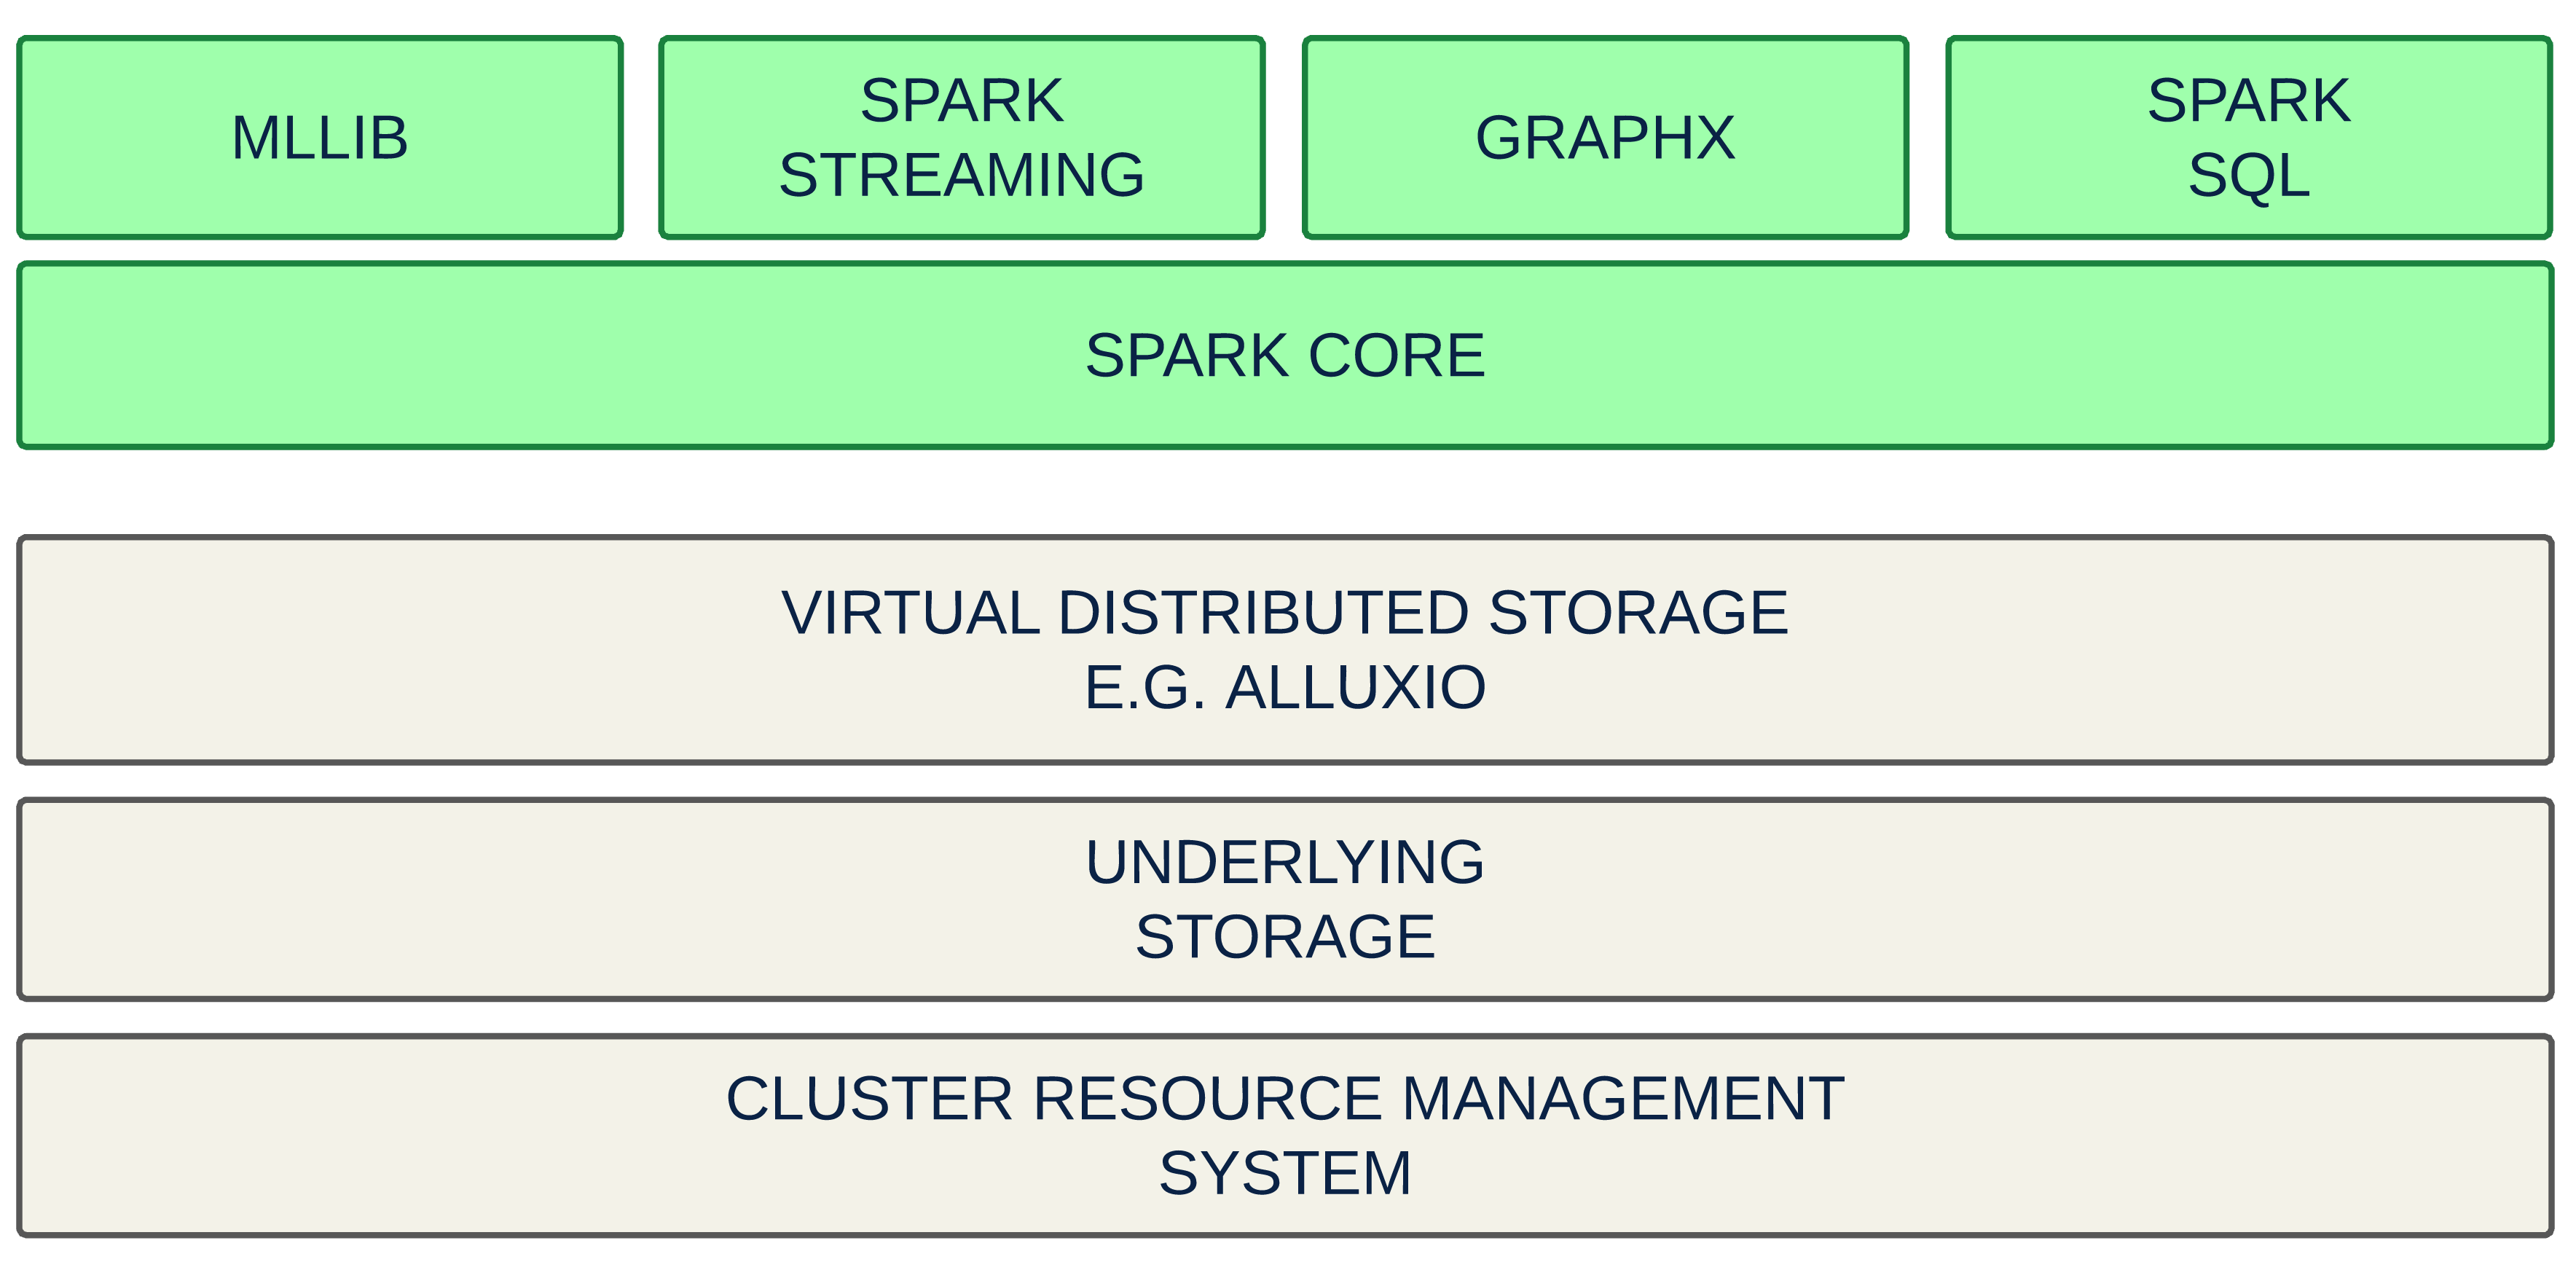 MLLIB
SPARK
STREAMING
GRAPHX
SPARK
SQL
SPARK CORE
VIRTUAL DISTRIBUTED STORAGE
E.G. ALLUXIO
UNDERLYING
STORAGE
CLUSTER RESOURCE MANAGEMENT
SYSTEM